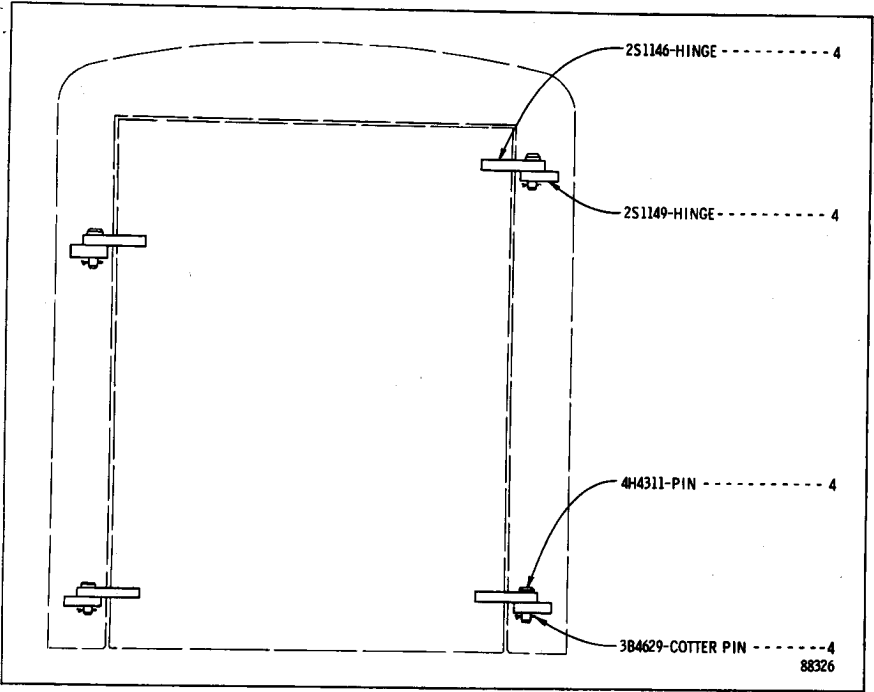 2S1146-HINGE - - - - - - - - 4
2S1149-HINGE - - - - - - - - - 4
4H4311-PIN - - - - - - - - - - 4
3B4629-COTTER PIN - - - - - -4
88326